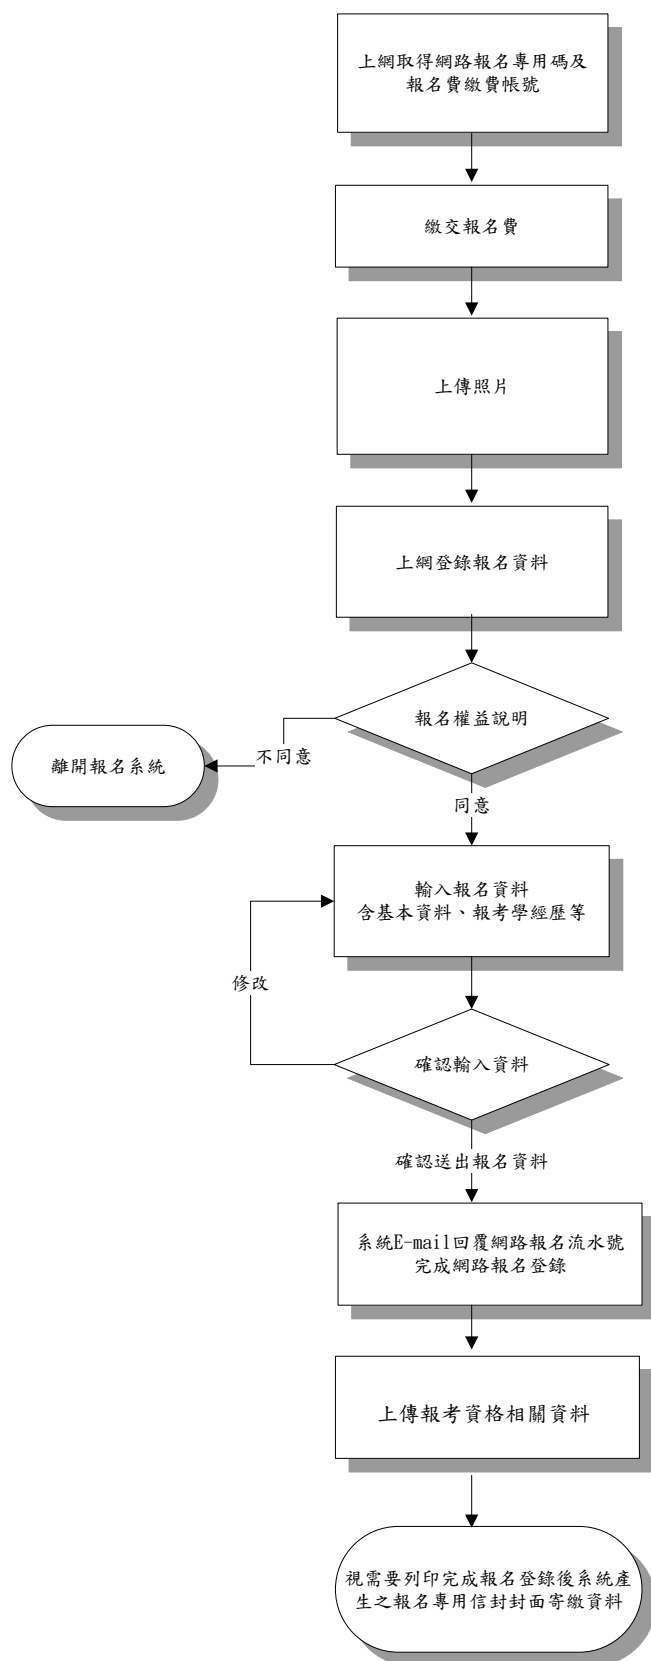 上網取得網路報名專用碼及
報名費繳費帳號
繳交報名費
上傳照片
上網登錄報名資料
報名權益說明
不同意
離開報名系統
同意
輸入報名資料
含基本資料、報考學經歷等
修改
確認輸入資料
確認送出報名資料
系統E-mail回覆網路報名流水號
完成網路報名登錄
上傳報考資格相關資料
視需要列印完成報名登錄後系統產
生之報名專用信封封面寄繳資料